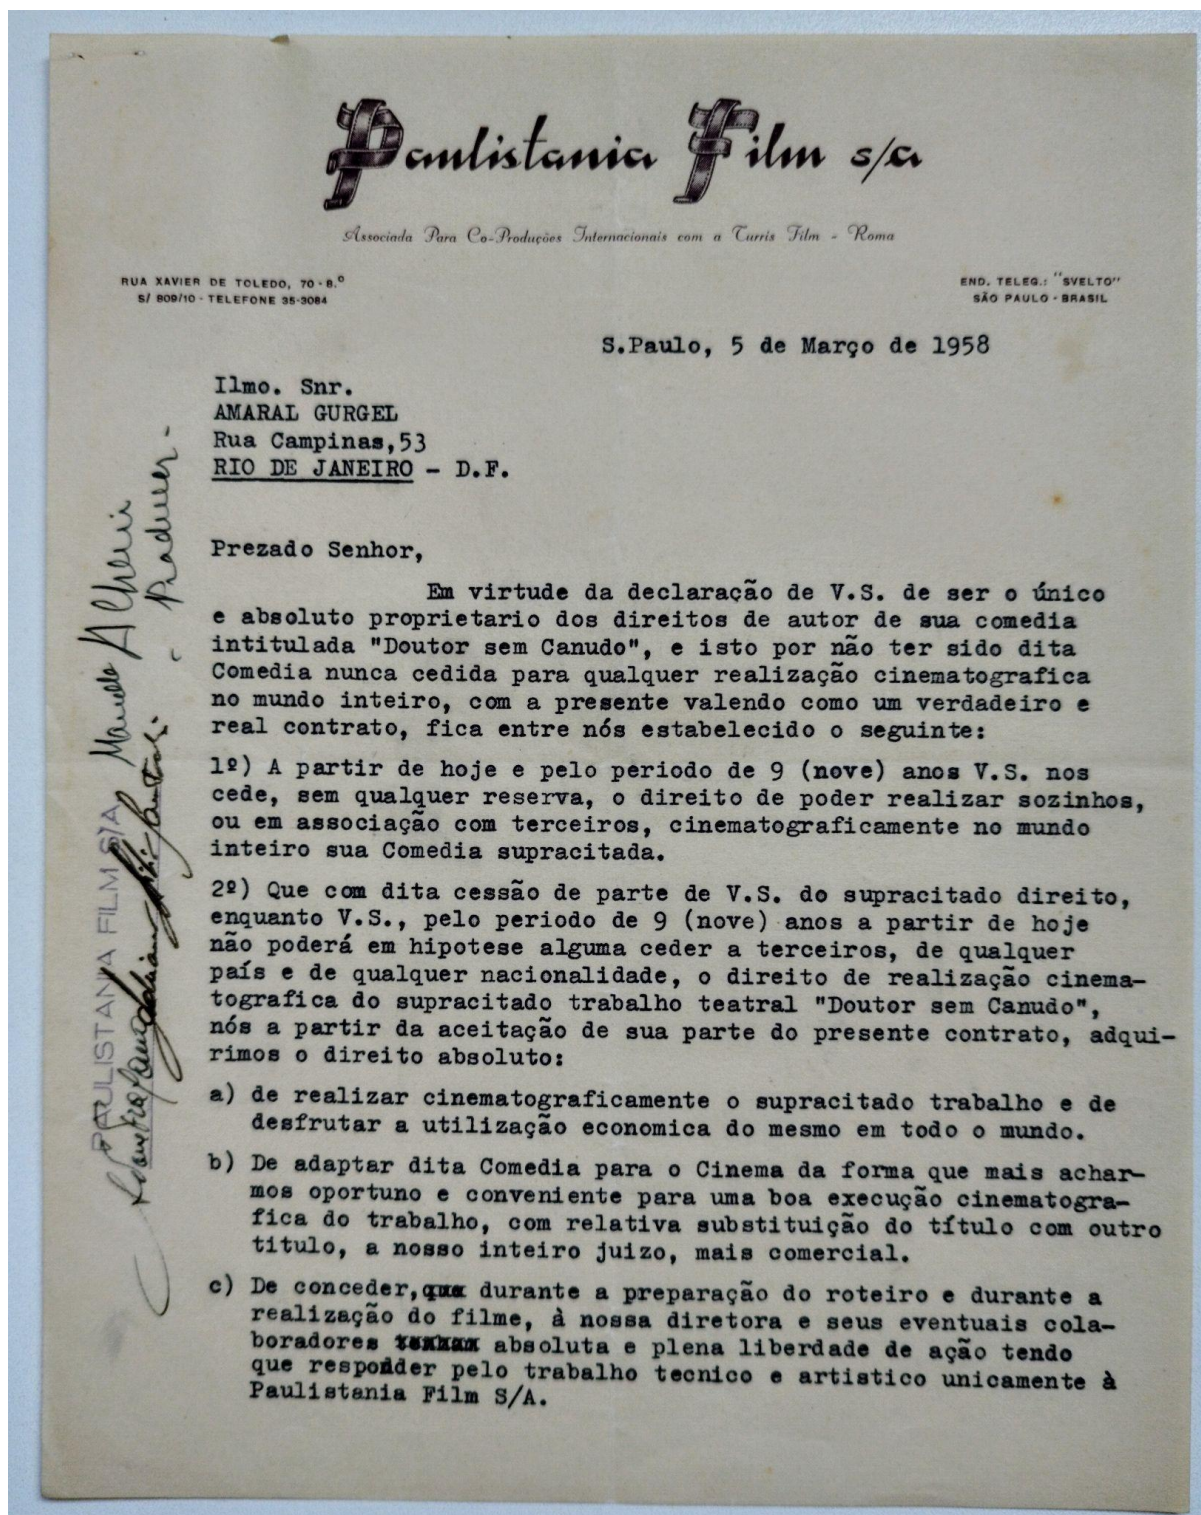 Paulistania Film s/a
Associada Para Co-Produções Internacionais com a Turris Film - Roma
RUA XAVIER DE TOLEDO, 70 - 8.º
S/ 809/10 - TELEFONE 35-3084
END. TELEG.: "SVELTO"
SÃO PAULO - BRASIL
S.Paulo, 5 de Março de 1958
Ilmo. Snr.
AMARAL GURGEL
Rua Campinas,53
RIO DE JANEIRO - D.F.
Prezado Senhor,
Em virtude da declaração de V.S. de ser o único
e absoluto proprietario dos direitos de autor de sua comedia
intitulada "Doutor sem Canudo", e isto por não ter sido dita
Comedia nunca cedida para qualquer realização cinematografica
no mundo inteiro, com a presente valendo como um verdadeiro e
real contrato, fica entre nós estabelecido o seguinte:
1º) A partir de hoje e pelo periodo de 9 (nove) anos V.S. nos
cede, sem qualquer reserva, o direito de poder realizar sozinhos,
ou em associação com terceiros, cinematograficamente no mundo
inteiro sua Comedia supracitada.
2º) Que com dita cessão de parte de V.S. do supracitado direito,
enquanto V.S., pelo periodo de 9 (nove) anos a partir de hoje
não poderá em hipotese alguma ceder a terceiros, de qualquer
país e de qualquer nacionalidade, o direito de realização cinema-
tografica do supracitado trabalho teatral "Doutor sem Canudo",
nós a partir da aceitação de sua parte do presente contrato, adqui-
rimos o direito absoluto:
a) de realizar cinematograficamente o supracitado trabalho e de
desfrutar a utilização economica do mesmo em todo o mundo.
b) De adaptar dita Comedia para o Cinema da forma que mais achar-
mos oportuno e conveniente para uma boa execução cinematogra-
fica do trabalho, com relativa substituição do título com outro
titulo, a nosso inteiro juizo, mais comercial.
c) De conceder, durante a preparação do roteiro e durante a
realização do filme, à nossa diretora e seus eventuais cola-
boradores absoluta e plena liberdade de ação tendo
que responder pelo trabalho tecnico e artistico unicamente à
Paulistania Film S/A.
PAULISTANIA FILM S/A